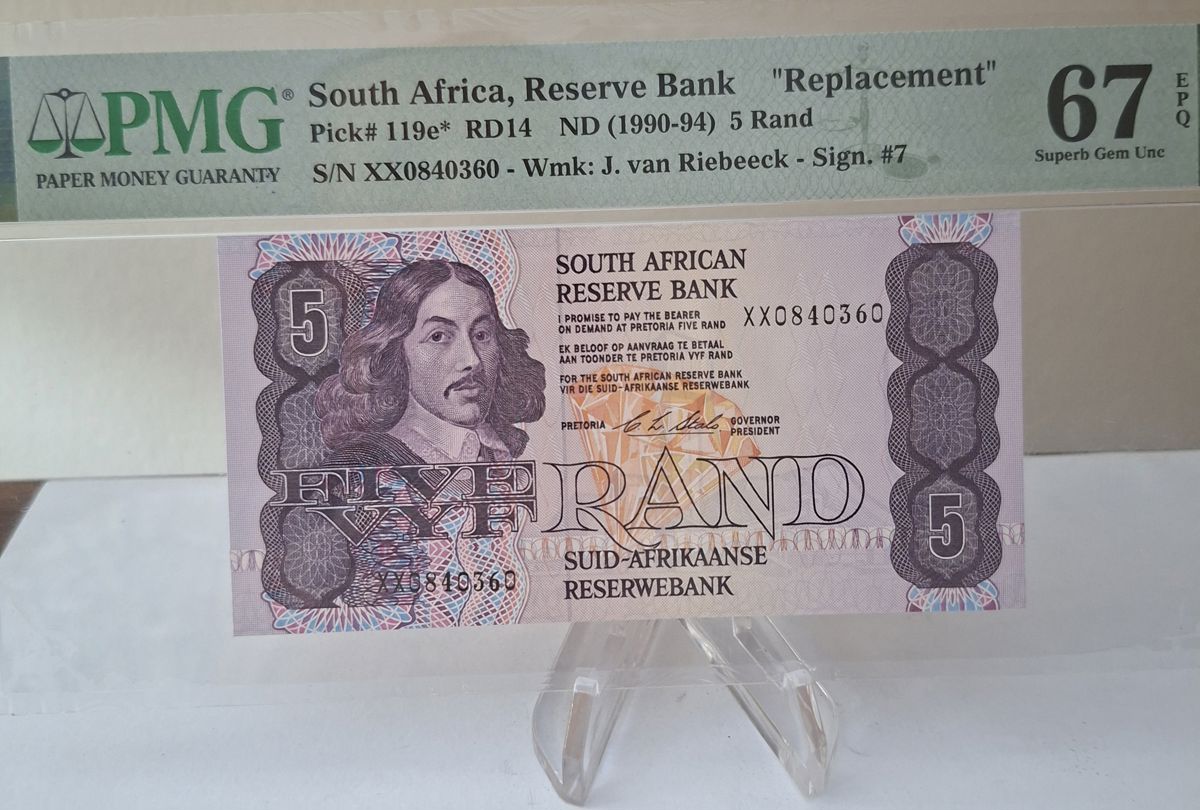 PMG®
PAPER MONEY GUARANTY
South Africa, Reserve Bank "Replacement"
Pick# 119e* RD14 ND (1990-94) 5 Rand
S/N XX0840360 - Wmk: J. van Riebeeck - Sign. #7
67
EPQ
Superb Gem Unc
5
SOUTH AFRICAN
RESERVE BANK
I PROMISE TO PAY THE BEARER
ON DEMAND AT PRETORIA FIVE RAND
XX0840360
EK BELOOF OP AANVRAAG TE BETAAL
AAN TOONDER TE PRETORIA VYF RAND
FOR THE SOUTH AFRICAN RESERVE BANK
VIR DIE SUID-AFRIKAANSE RESERWEBANK
PRETORIA C L Stals GOVERNOR
PRESIDENT
FIVE RAND
VYF
5
SUID-AFRIKAANSE
RESERWEBANK
XX0840360